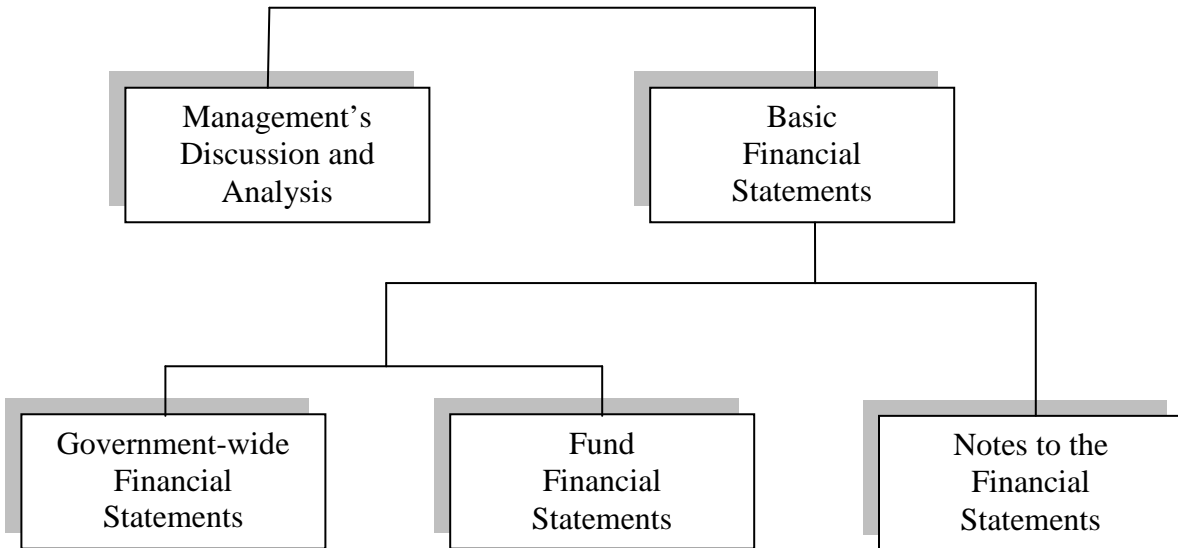 Management’s
Discussion and
Analysis
Basic
Financial
Statements
Government-wide
Financial
Statements
Fund
Financial
Statements
Notes to the
Financial
Statements